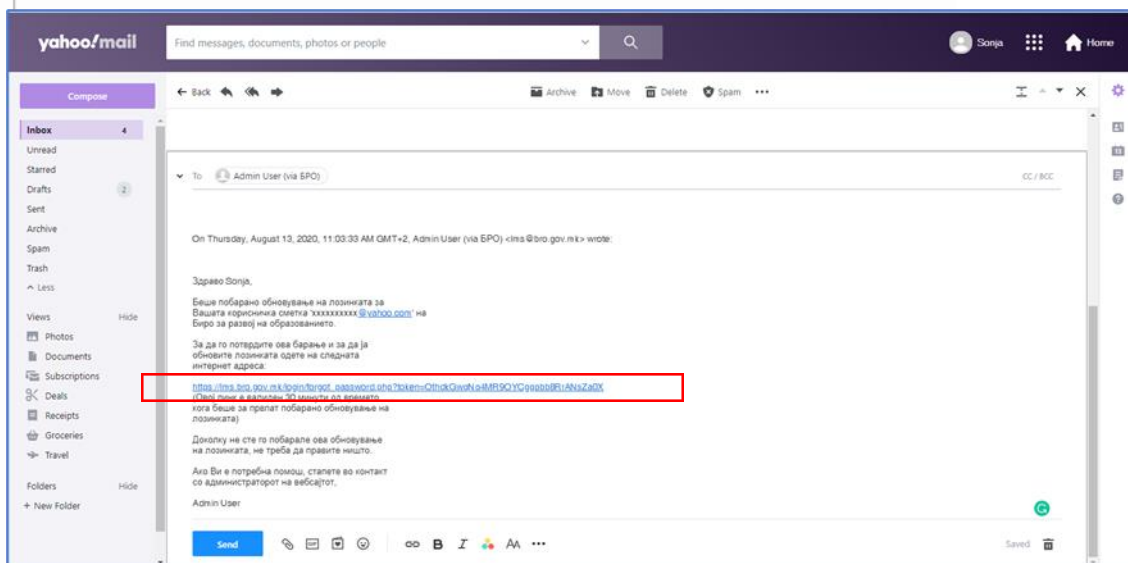 yahoo!mail
Find messages, documents, photos or people
Sonja
Home
Compose
Back
Archive Move Delete Spam
Inbox 4
Unread
Starred
Drafts 2
Sent
Archive
Spam
Trash
Less
Views Hide
Photos
Documents
Subscriptions
Deals
Receipts
Groceries
Travel
Folders Hide
+ New Folder
To Admin User (via БРО)
CC / BCC
On Thursday, August 13, 2020, 11:03:33 AM GMT+2, Admin User (via БРО) <lms@bro.gov.mk> wrote:
Здраво Sonja,
Беше побарано обновување на лозинката за
Вашата корисничка сметка 'xxxxxxxxxx@yahoo.com' на
Биро за развој на образованието.
За да го потврдите ова барање и за да ја
обновите лозинката одете на следната
интернет адреса:
(Овој линк е валиден 30 минути од времето
кога беше за првпат побарано обновување на
лозинката)
Доколку не сте го побарале ова обновување
на лозинката, не треба да правите ништо.
Ако Ви е потребна помош, стапете во контакт
со администраторот на вебсајтот,
Admin User
Send
GIF
B I AA
Saved